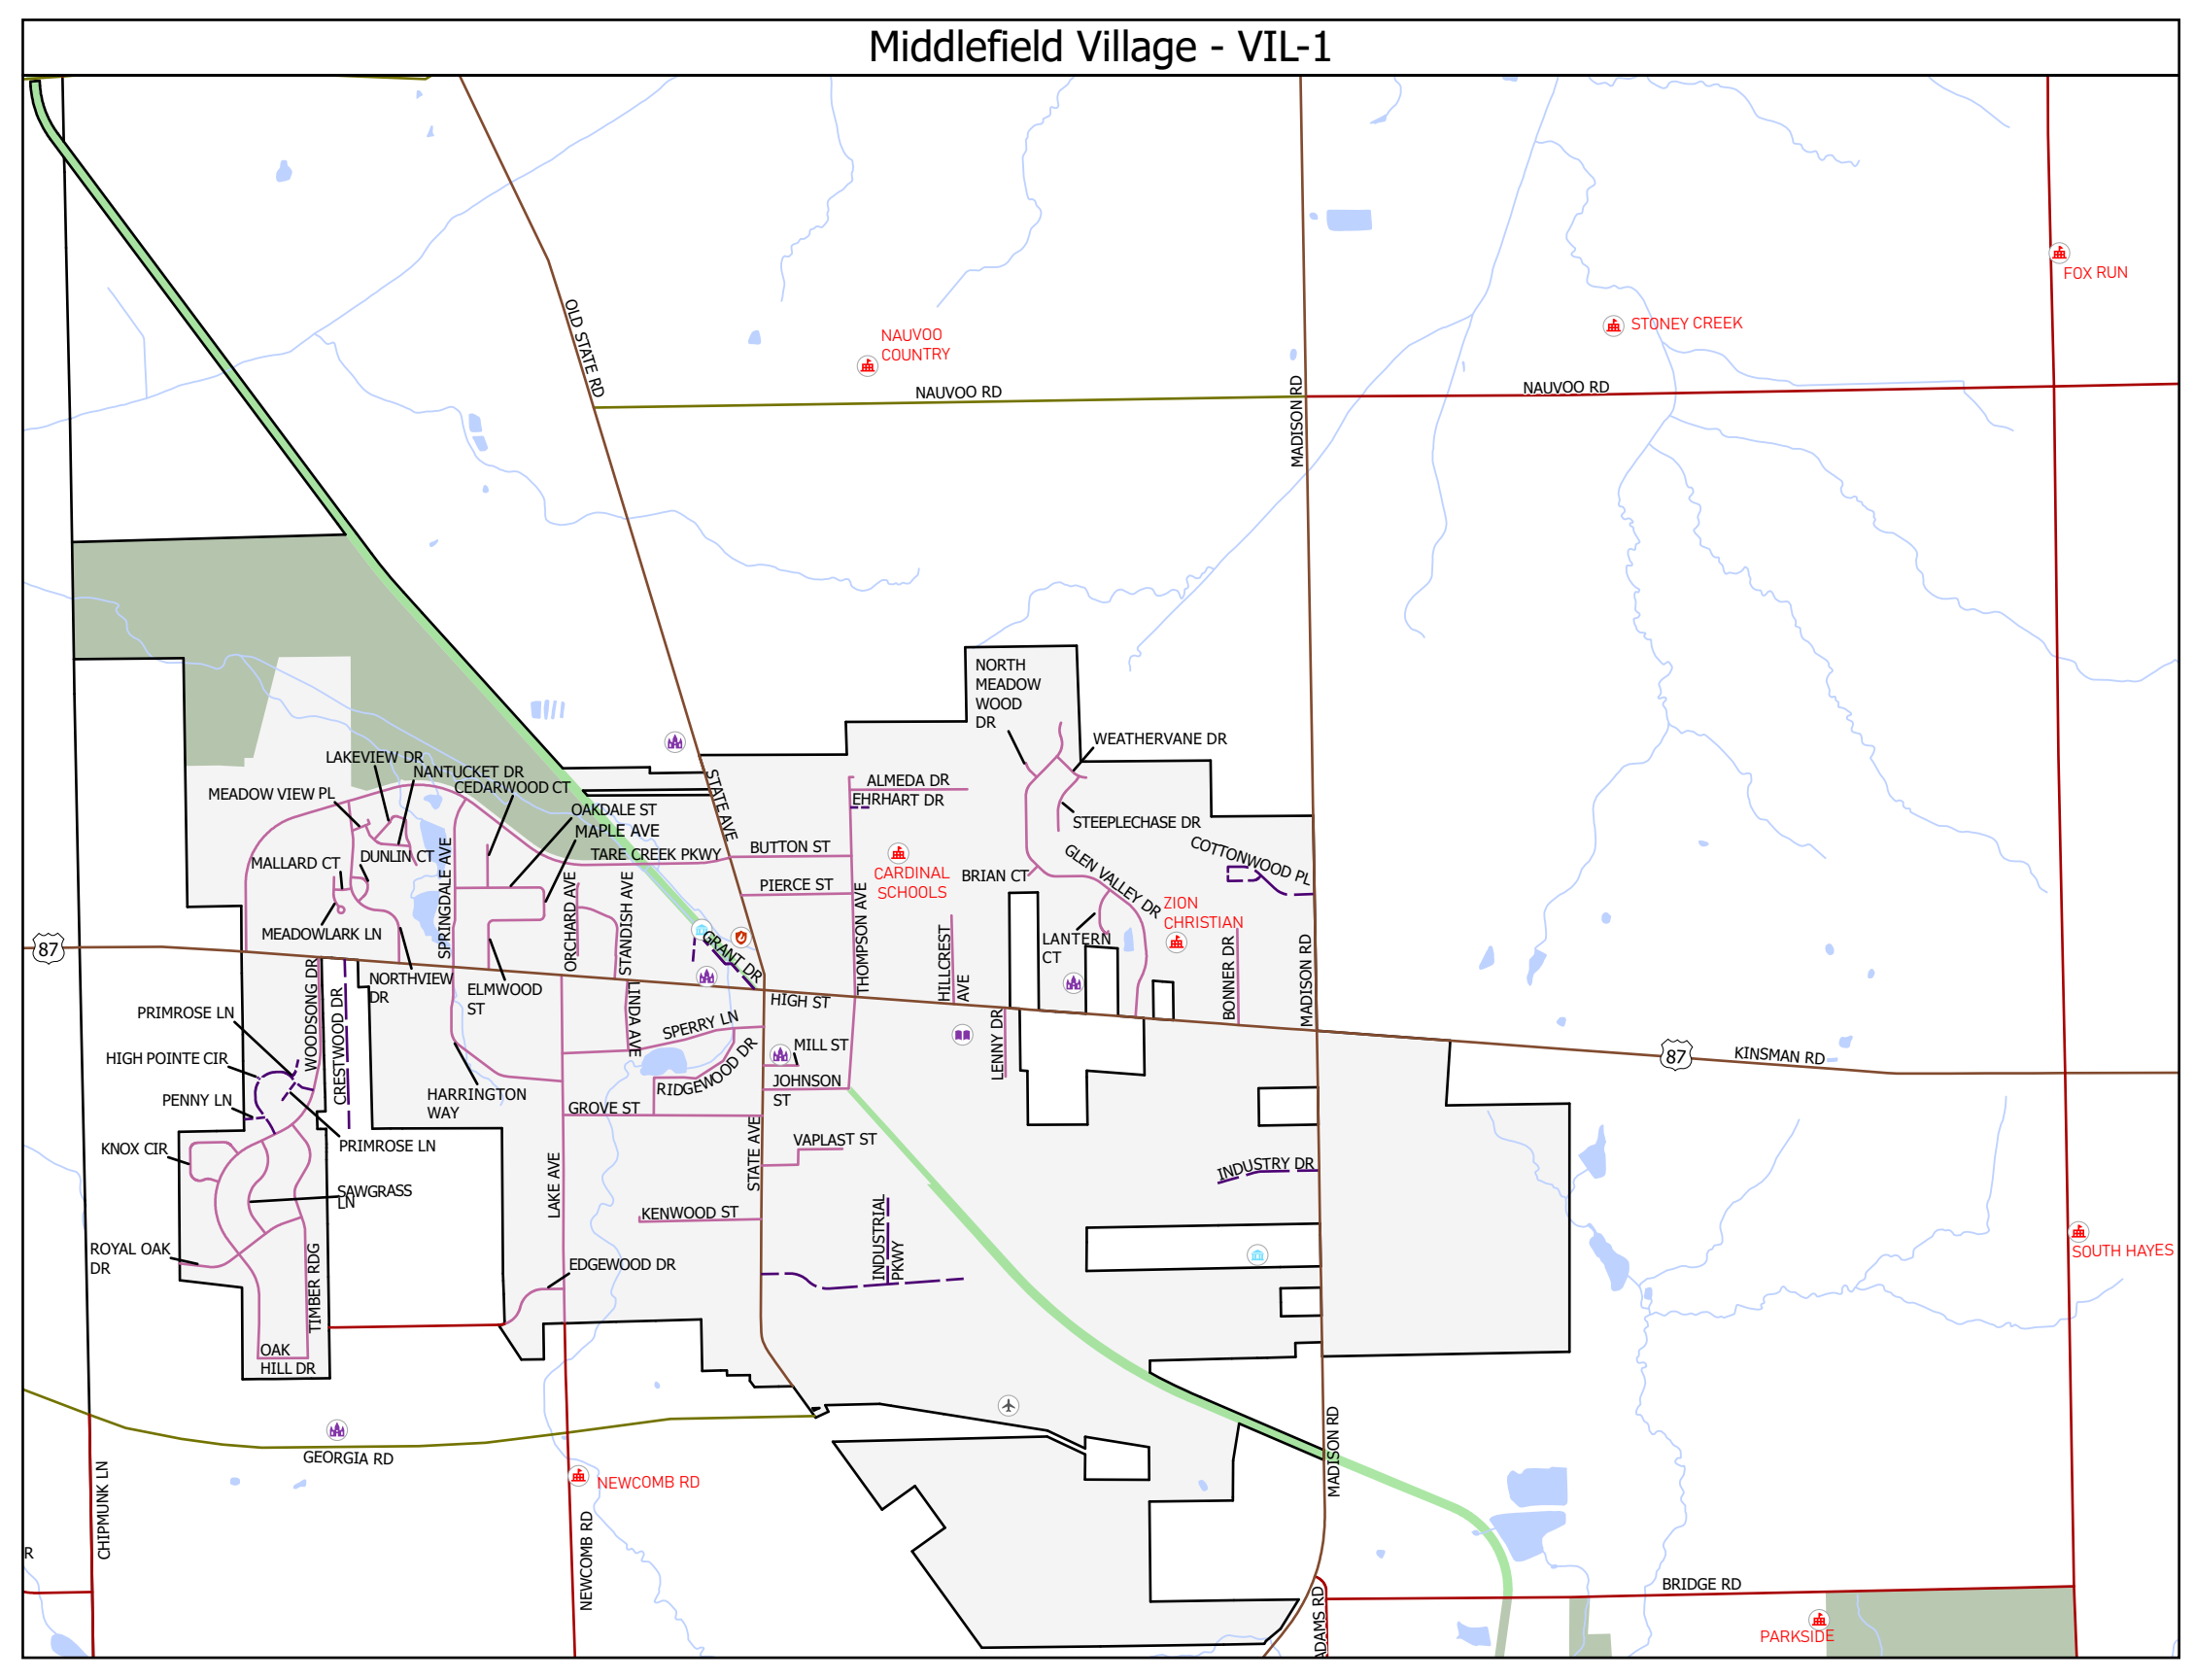 Middlefield Village - VIL-1
FOX RUN
OLD STATE RD
NAUVOO
COUNTRY
STONEY CREEK
NAUVOO RD
NAUVOO RD
MADISON RD
NORTH
MEADOW
WOOD
DR
WEATHERVANE DR
LAKEVIEW DR
NANTUCKET DR
CEDARWOOD CT
MEADOW VIEW PL
STATE AVE
ALMEDA DR
EHRHART DR
OAKDALE ST
MAPLE AVE
STEEPLECHASE DR
TARE CREEK PKWY
BUTTON ST
MALLARD CT
DUNLIN CT
SPRINGDALE AVE
CARDINAL
SCHOOLS
GLEN VALLEY DR
COTTONWOOD PL
BRIAN CT
PIERCE ST
ORCHARD AVE
STANDISH AVE
THOMPSON AVE
ZION
CHRISTIAN
MEADOWLARK LN
87
GRANT DR
HILLCREST
AVE
LANTERN
CT
BONNER DR
MADISON RD
NORTHVIEW
DR
ELMWOOD
ST
WOODSONG DR
CRESTWOOD DR
LINDA AVE
HIGH ST
PRIMROSE LN
SPERRY LN
LENNY DR
MILL ST
87
KINSMAN RD
HIGH POINTE CIR
RIDGEWOOD DR
JOHNSON
ST
PENNY LN
HARRINGTON
WAY
GROVE ST
KNOX CIR
PRIMROSE LN
STATE AVE
VAPLAST ST
SAWGRASS
LN
LAKE AVE
INDUSTRY DR
KENWOOD ST
INDUSTRIAL
PKWY
ROYAL OAK
DR
TIMBER RDG
EDGEWOOD DR
SOUTH HAYES
OAK
HILL DR
GEORGIA RD
CHIPMUNK LN
NEWCOMB RD
NEWCOMB RD
MADISON RD
R
BRIDGE RD
ADAMS RD
PARKSIDE